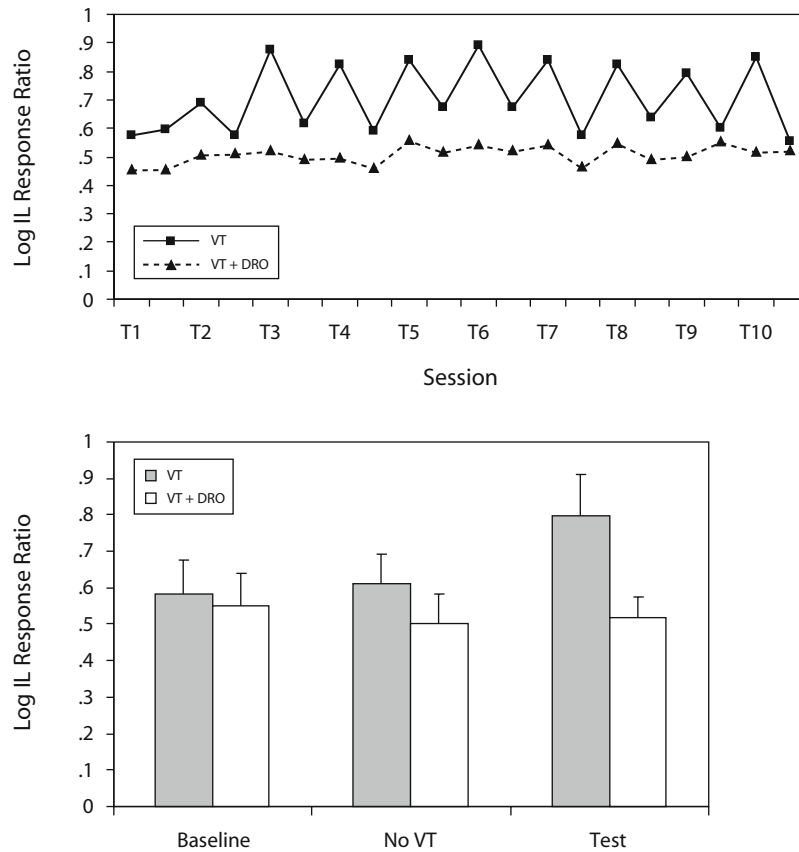 1
.9
.8
.7
.6
.5
.4
.3
.2
.1
0
Log IL Response Ratio
VT
VT + DRO
T1 T2 T3 T4 T5 T6 T7 T8 T9 T10
Session
1
.9
.8
.7
.6
.5
.4
.3
.2
.1
0
Log IL Response Ratio
VT
VT + DRO
Baseline No VT Test